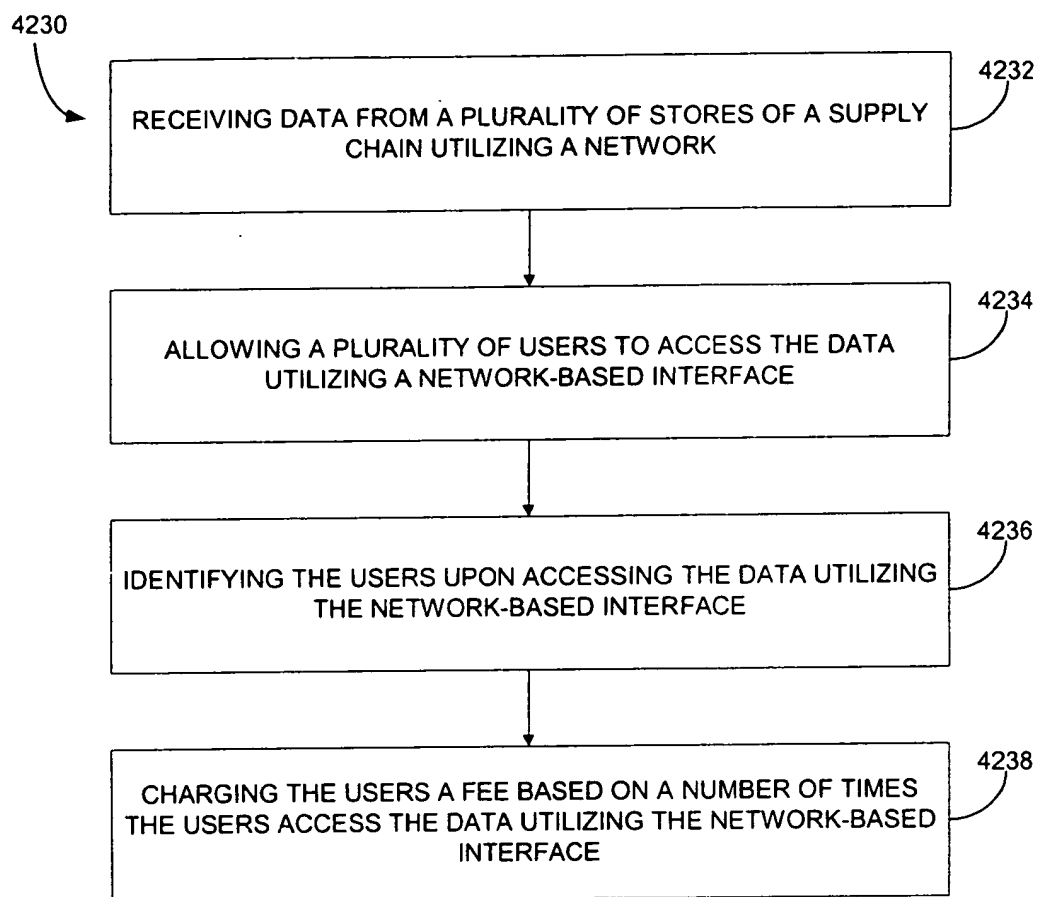 4230
4232
RECEIVING DATA FROM A PLURALITY OF STORES OF A SUPPLY
CHAIN UTILIZING A NETWORK
4234
ALLOWING A PLURALITY OF USERS TO ACCESS THE DATA
UTILIZING A NETWORK-BASED INTERFACE
4236
IDENTIFYING THE USERS UPON ACCESSING THE DATA UTILIZING
THE NETWORK-BASED INTERFACE
4238
CHARGING THE USERS A FEE BASED ON A NUMBER OF TIMES
THE USERS ACCESS THE DATA UTILIZING THE NETWORK-BASED
INTERFACE